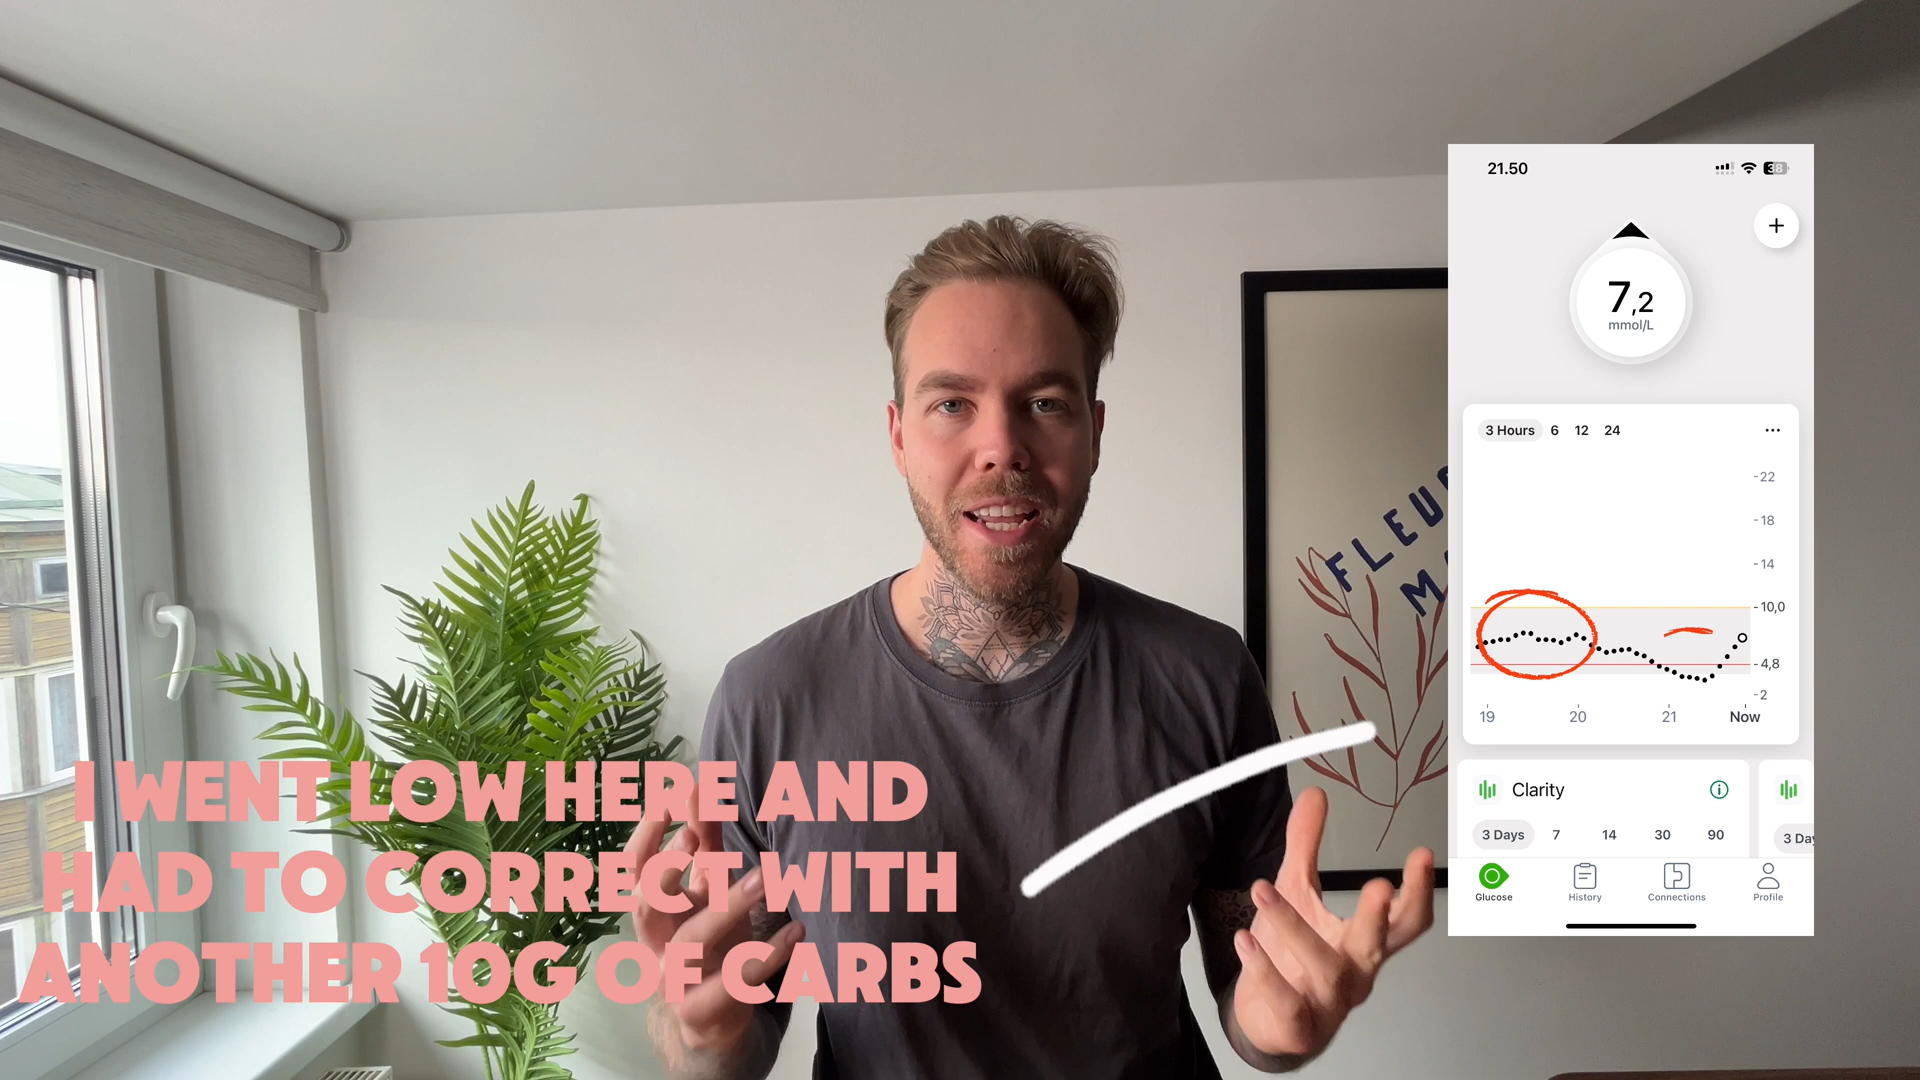 21.50
38
+
7,2
mmol/L
3 Hours 6 12 24
22
18
14
10,0
4,8
2
19 20 21 Now
Clarity
3 Days 7 14 30 90
3 Day
Glucose History Connections Profile
FLEUR
I WENT LOW HERE AND
HAD TO CORRECT WITH
ANOTHER 10G OF CARBS